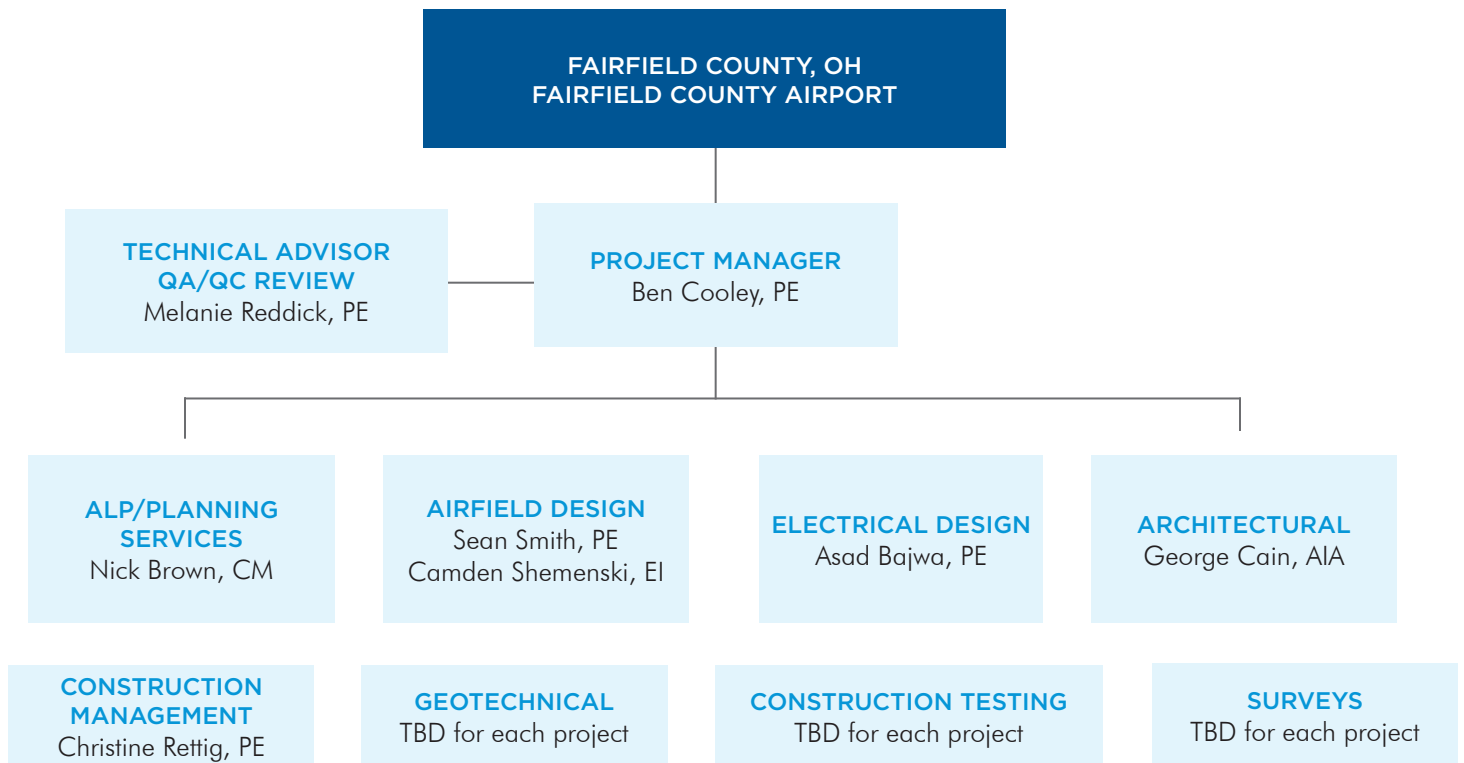 FAIRFIELD COUNTY, OH
FAIRFIELD COUNTY AIRPORT
TECHNICAL ADVISOR
QA/QC REVIEW
Melanie Reddick, PE
PROJECT MANAGER
Ben Cooley, PE
ALP/PLANNING
SERVICES
Nick Brown, CM
AIRFIELD DESIGN
Sean Smith, PE
Camden Shemenski, EI
ELECTRICAL DESIGN
Asad Bajwa, PE
ARCHITECTURAL
George Cain, AIA
CONSTRUCTION
MANAGEMENT
Christine Rettig, PE
GEOTECHNICAL
TBD for each project
CONSTRUCTION TESTING
TBD for each project
SURVEYS
TBD for each project